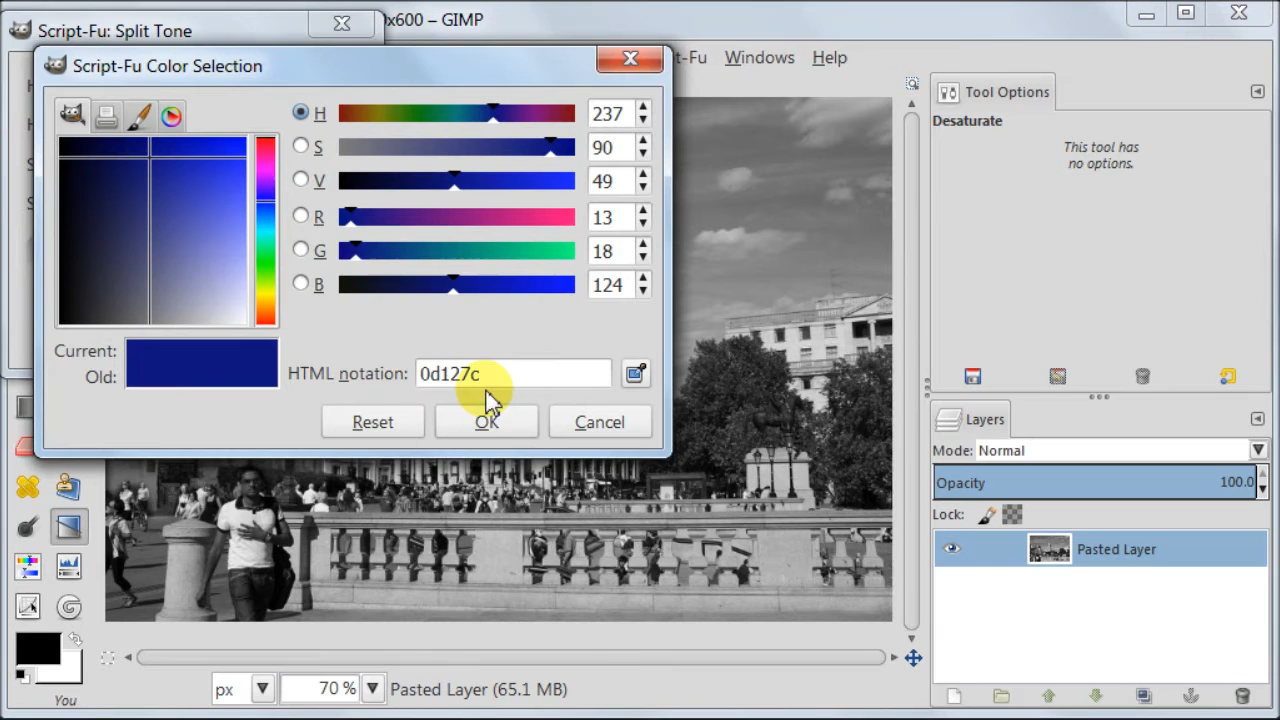 Script-Fu: Split Tone
0x600 – GIMP
Script-Fu Color Selection
t-Fu Windows Help
H 237
S 90
V 49
R 13
G 18
B 124
Current:
Old:
HTML notation: 0d127c
Reset OK Cancel
Tool Options
Desaturate
This tool has
no options.
Layers
Mode: Normal
Opacity 100.0
Lock:
Pasted Layer
You
px 70 % Pasted Layer (65.1 MB)